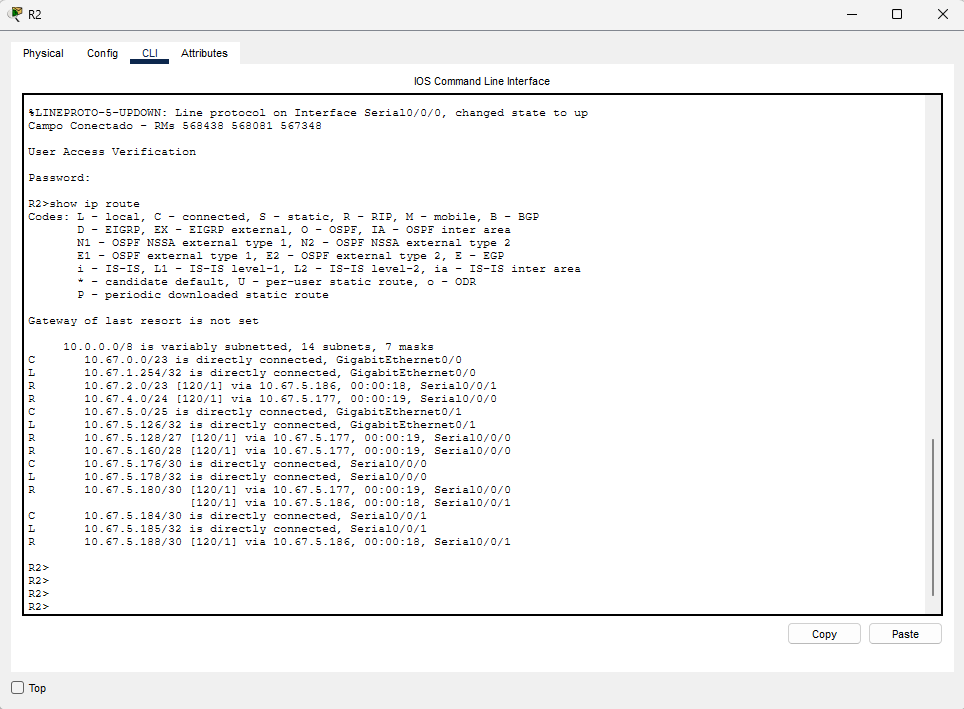 R2
Physical Config CLI Attributes
IOS Command Line Interface
%LINEPROTO-5-UPDOWN: Line protocol on Interface Serial0/0/0, changed state to up
Campo Conectado - RMs 568438 568081 567348
User Access Verification
Password:
R2>show ip route
Codes: L - local, C - connected, S - static, R - RIP, M - mobile, B - BGP
D - EIGRP, EX - EIGRP external, O - OSPF, IA - OSPF inter area
N1 - OSPF NSSA external type 1, N2 - OSPF NSSA external type 2
E1 - OSPF external type 1, E2 - OSPF external type 2, E - EGP
i - IS-IS, L1 - IS-IS level-1, L2 - IS-IS level-2, ia - IS-IS inter area
* - candidate default, U - per-user static route, o - ODR
P - periodic downloaded static route
Gateway of last resort is not set
10.0.0.0/8 is variably subnetted, 14 subnets, 7 masks
C 10.67.0.0/23 is directly connected, GigabitEthernet0/0
L 10.67.1.254/32 is directly connected, GigabitEthernet0/0
R 10.67.2.0/23 [120/1] via 10.67.5.186, 00:00:18, Serial0/0/1
R 10.67.4.0/24 [120/1] via 10.67.5.177, 00:00:19, Serial0/0/0
C 10.67.5.0/25 is directly connected, GigabitEthernet0/1
L 10.67.5.126/32 is directly connected, GigabitEthernet0/1
R 10.67.5.128/27 [120/1] via 10.67.5.177, 00:00:19, Serial0/0/0
R 10.67.5.160/28 [120/1] via 10.67.5.177, 00:00:19, Serial0/0/0
C 10.67.5.176/30 is directly connected, Serial0/0/0
L 10.67.5.178/32 is directly connected, Serial0/0/0
R 10.67.5.180/30 [120/1] via 10.67.5.177, 00:00:19, Serial0/0/0
[120/1] via 10.67.5.186, 00:00:18, Serial0/0/1
C 10.67.5.184/30 is directly connected, Serial0/0/1
L 10.67.5.185/32 is directly connected, Serial0/0/1
R 10.67.5.188/30 [120/1] via 10.67.5.186, 00:00:18, Serial0/0/1
R2>
R2>
R2>
R2>
Copy Paste
Top